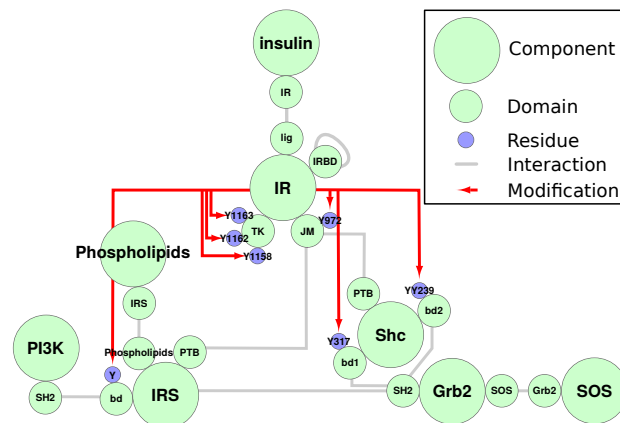 insulin
Component
IR
Domain
lig
Residue
IRBD
Interaction
IR
Modification
Y1163
Y972
TK
JM
Y1162
Y1158
Phospholipids
YY239
PTB
IRS
bd2
Shc
Y317
PI3K
Phospholipids
PTB
bd1
Y
SH2
bd
IRS
SH2
Grb2
SOS
Grb2
SOS